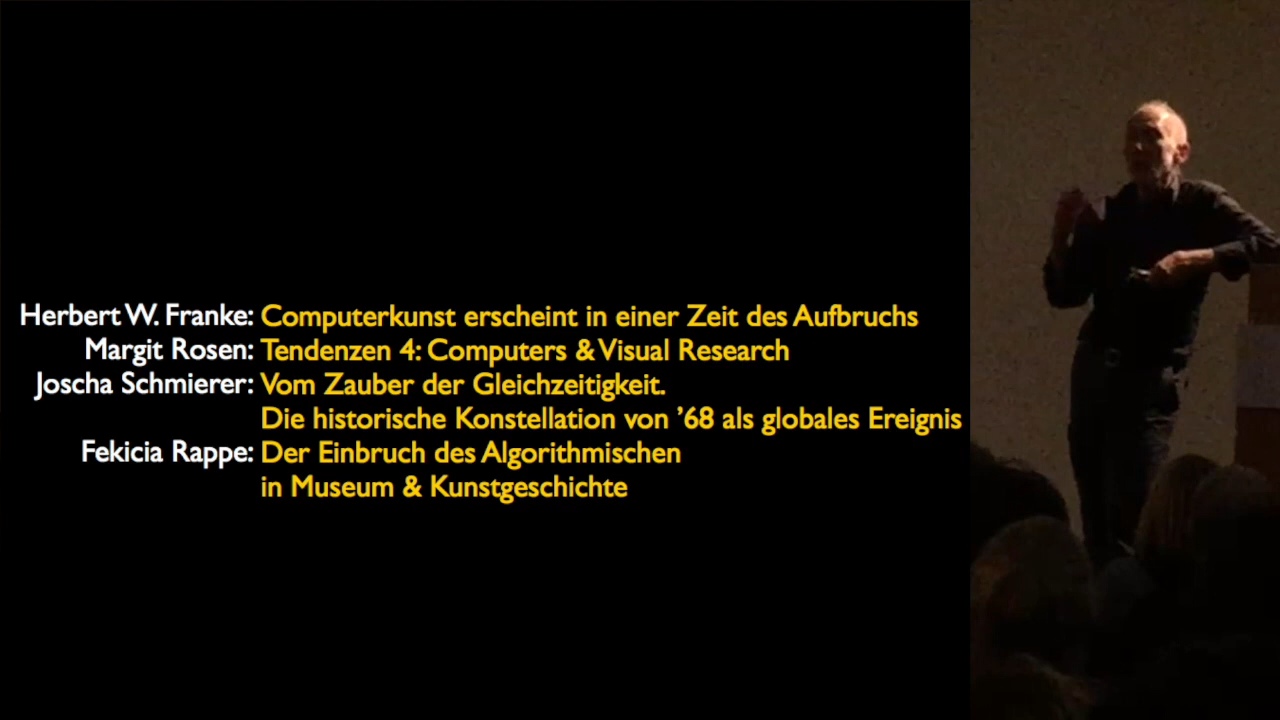 Herbert W. Franke: Computerkunst erscheint in einer Zeit des Aufbruchs
Margit Rosen: Tendenzen 4: Computers & Visual Research
Joscha Schmierer: Vom Zauber der Gleichzeitigkeit.
Die historische Konstellation von ’68 als globales Ereignis
Fekicia Rappe: Der Einbruch des Algorithmischen
in Museum & Kunstgeschichte